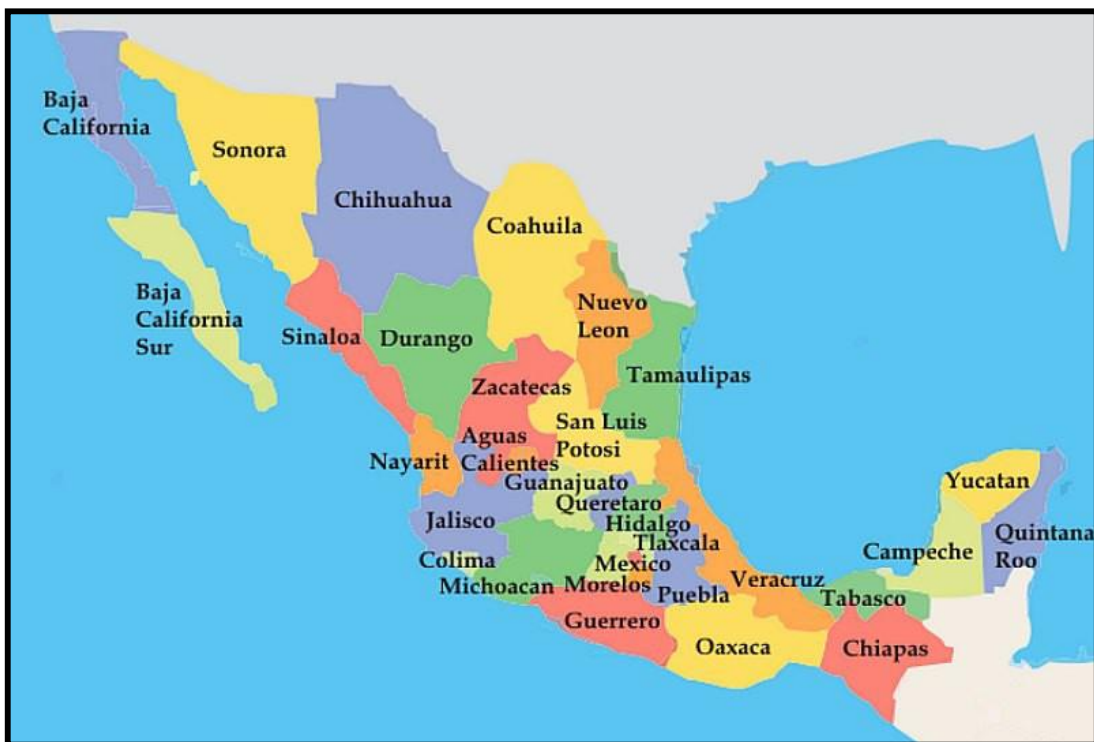 Baja
California
Sonora
Chihuahua
Coahuila
Baja
California
Sur
Sinaloa
Durango
Nuevo
Leon
Tamaulipas
Zacatecas
San Luis
Potosi
Nayarit
Aguas
Calientes
Guanajuato
Queretaro
Jalisco
Hidalgo
Tlaxcala
Colima
Mexico
Michoacan
Morelos
Puebla
Veracruz
Guerrero
Oaxaca
Yucatan
Quintana
Roo
Campeche
Tabasco
Chiapas